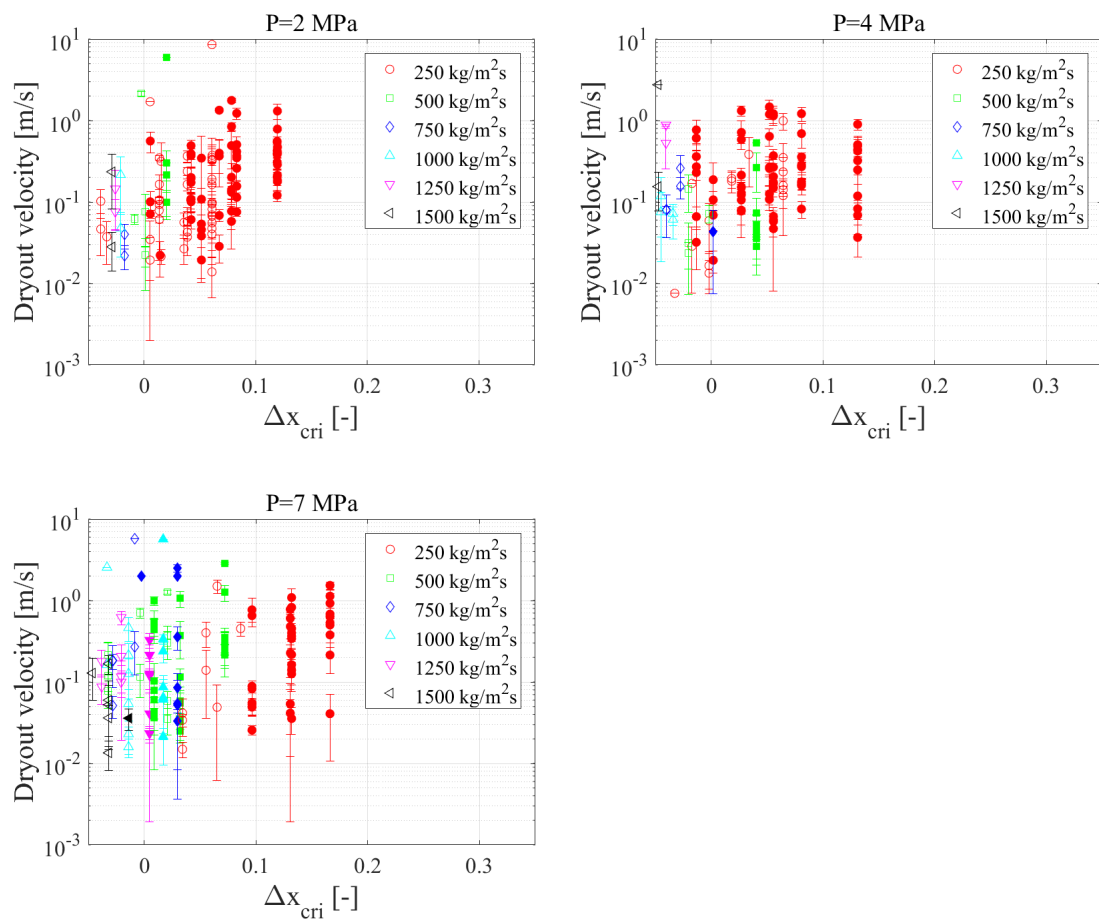 P=2 MPa
Dryout velocity [m/s]
10^1
10^0
10^-1
10^-2
10^-3
0 0.1 0.2 0.3
Δx_cri [-]
250 kg/m^2s
500 kg/m^2s
750 kg/m^2s
1000 kg/m^2s
1250 kg/m^2s
1500 kg/m^2s
P=4 MPa
Dryout velocity [m/s]
10^1
10^0
10^-1
10^-2
10^-3
0 0.1 0.2 0.3
Δx_cri [-]
250 kg/m^2s
500 kg/m^2s
750 kg/m^2s
1000 kg/m^2s
1250 kg/m^2s
1500 kg/m^2s
P=7 MPa
Dryout velocity [m/s]
10^1
10^0
10^-1
10^-2
10^-3
0 0.1 0.2 0.3
Δx_cri [-]
250 kg/m^2s
500 kg/m^2s
750 kg/m^2s
1000 kg/m^2s
1250 kg/m^2s
1500 kg/m^2s